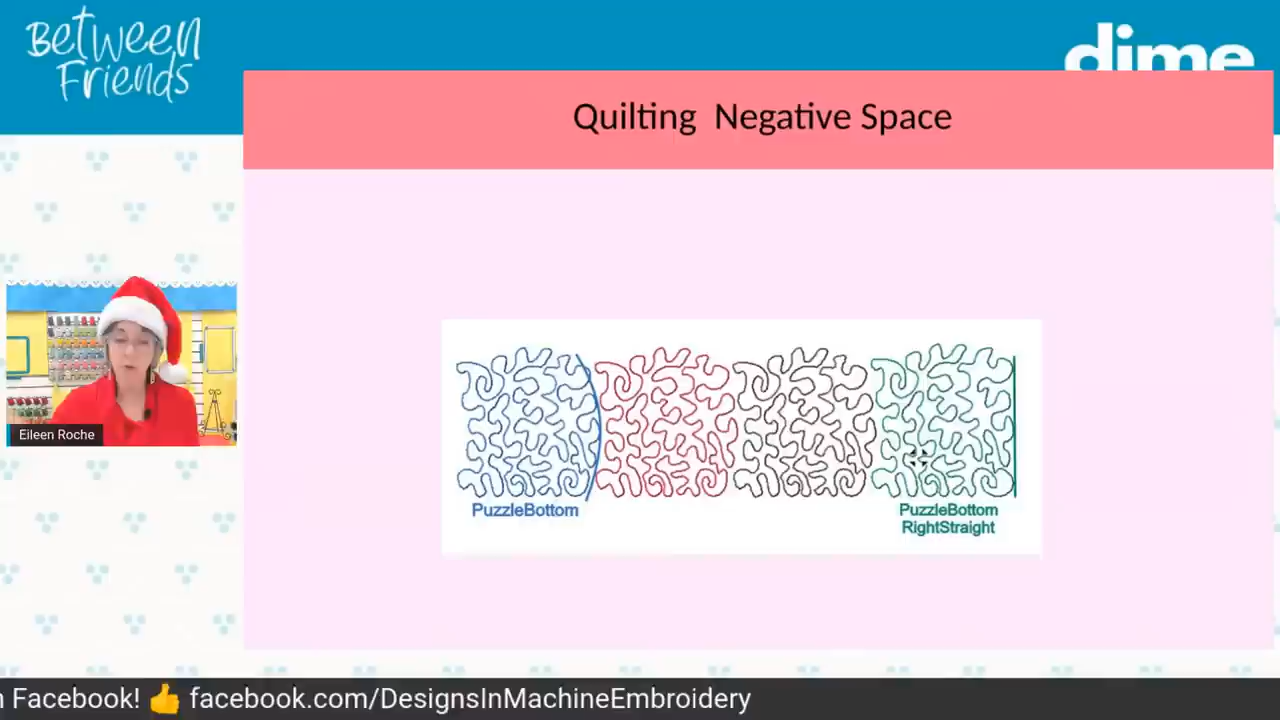 Between
Friends
dime
Quilting Negative Space
Eileen Roche
PuzzleBottom
PuzzleBottom
RightStraight
n Facebook! 👍 facebook.com/DesignsInMachineEmbroidery